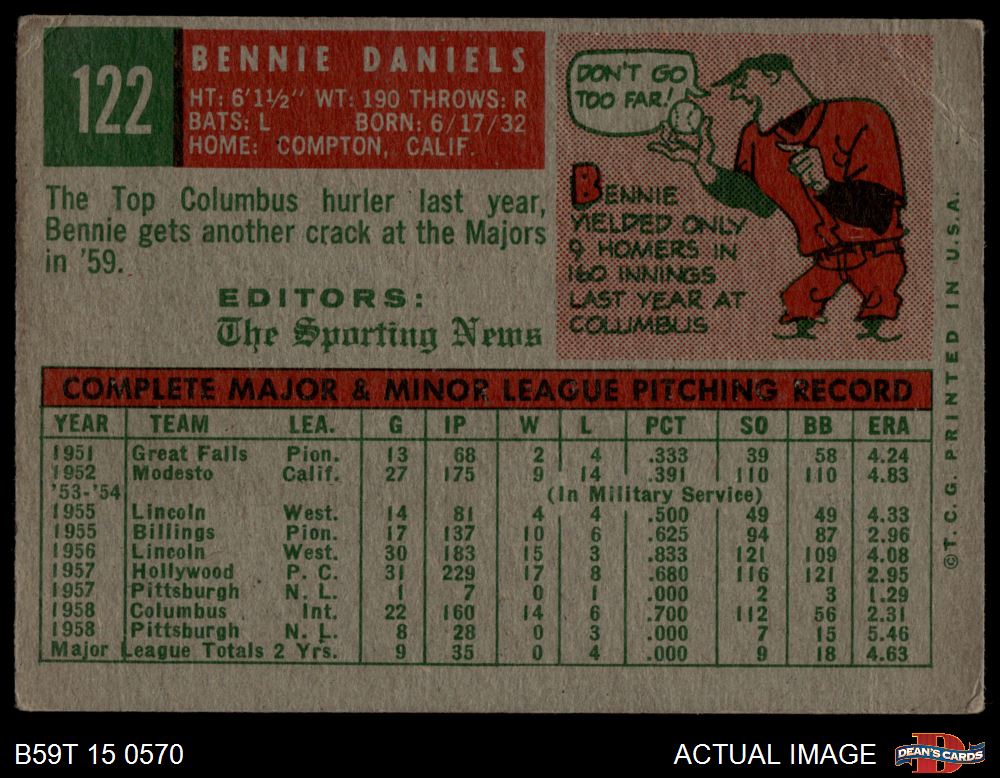 122
BENNIE DANIELS
HT: 6'1½" WT: 190 THROWS: R
BATS: L BORN: 6/17/32
HOME: COMPTON, CALIF.
The Top Columbus hurler last year,
Bennie gets another crack at the Majors
in '59.
EDITORS:
The Sporting News
DON'T GO
TOO FAR!
BENNIE
YIELDED ONLY
9 HOMERS IN
160 INNINGS
LAST YEAR AT
COLUMBUS
COMPLETE MAJOR & MINOR LEAGUE PITCHING RECORD
YEAR TEAM LEA. G IP W L PCT SO BB ERA
1951 Great Falls Pion. 13 68 2 4 .333 39 58 4.24
1952 Modesto Calif. 27 175 9 14 .391 110 110 4.83
'53-'54 (In Military Service)
1955 Lincoln West. 14 81 4 4 .500 49 49 4.33
1955 Billings Pion. 17 137 10 6 .625 94 87 2.96
1956 Lincoln West. 30 183 15 3 .833 121 109 4.08
1957 Hollywood P. C. 31 229 17 8 .680 116 121 2.95
1957 Pittsburgh N. L. 1 7 0 1 .000 2 3 1.29
1958 Columbus Int. 22 160 14 6 .700 112 56 2.31
1958 Pittsburgh N. L. 8 28 0 3 .000 7 15 5.46
Major League Totals 2 Yrs. 9 35 0 4 .000 9 18 4.63
©T. C. G. PRINTED IN U.S.A.
B59T 15 0570
ACTUAL IMAGE
DEAN'S CARDS